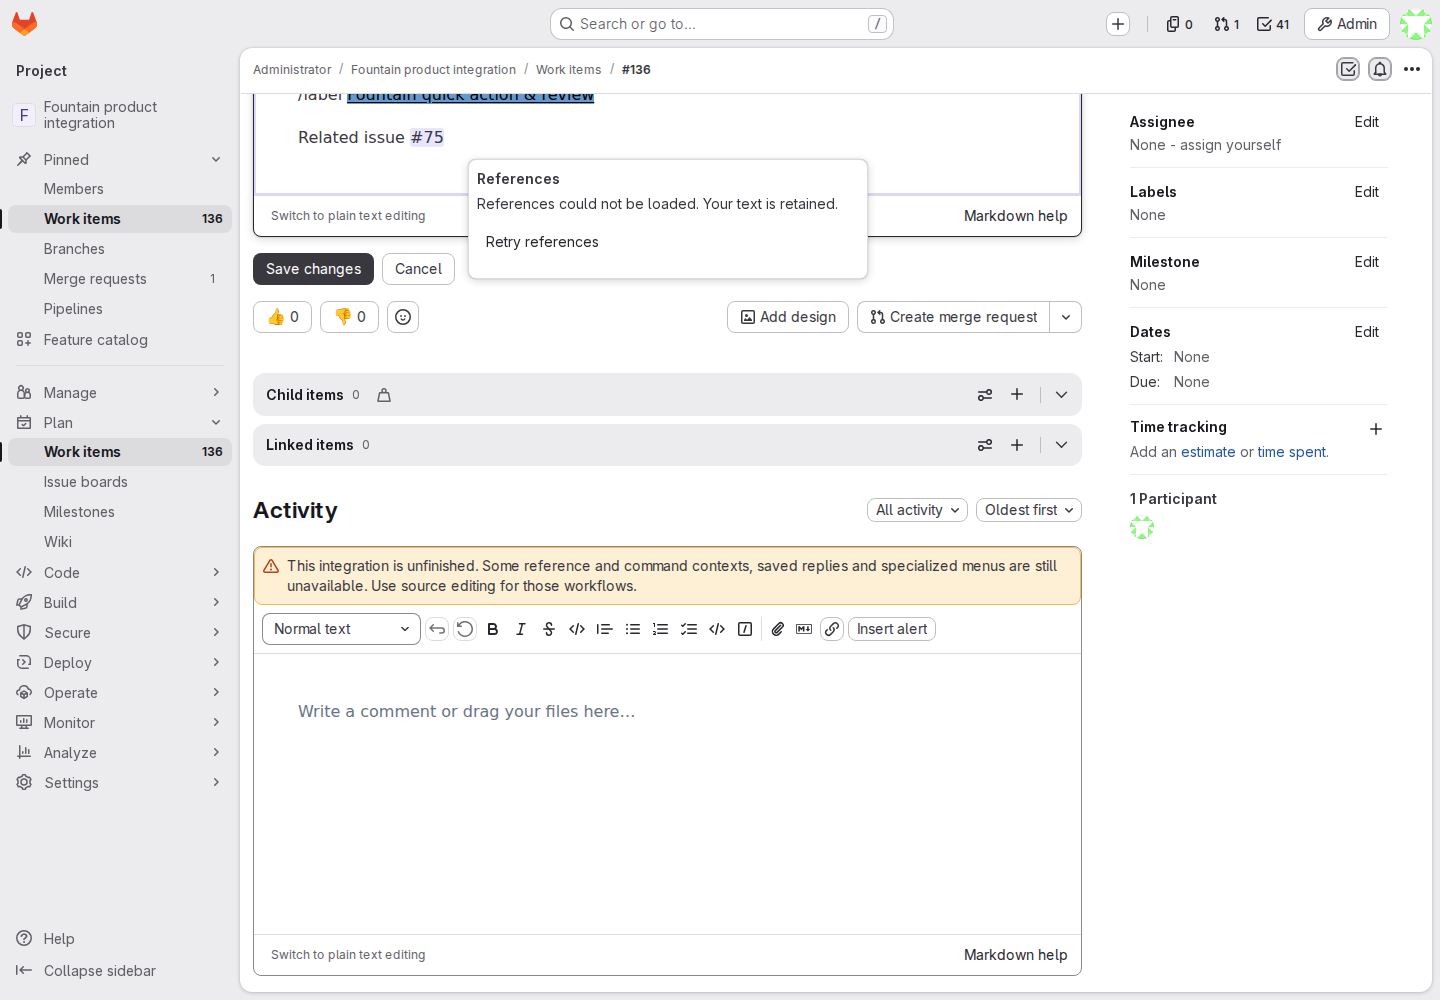 Search or go to...
/
0
1
41
Admin
Project
F
Fountain product integration
Pinned
Members
Work items 136
Branches
Merge requests 1
Pipelines
Feature catalog
Manage
Plan
Work items 136
Issue boards
Milestones
Wiki
Code
Build
Secure
Deploy
Operate
Monitor
Analyze
Settings
Help
Collapse sidebar
Administrator / Fountain product integration / Work items / #136
/label Fountain quick action & review
Related issue #75
References
References could not be loaded. Your text is retained.
Retry references
Switch to plain text editing
Markdown help
Save changes
Cancel
👍 0
👎 0
Add design
Create merge request
Child items 0
Linked items 0
Activity
All activity
Oldest first
This integration is unfinished. Some reference and command contexts, saved replies and specialized menus are still
unavailable. Use source editing for those workflows.
Normal text
Insert alert
Write a comment or drag your files here...
Switch to plain text editing
Markdown help
Assignee Edit
None - assign yourself
Labels Edit
None
Milestone Edit
None
Dates Edit
Start: None
Due: None
Time tracking
Add an estimate or time spent.
1 Participant